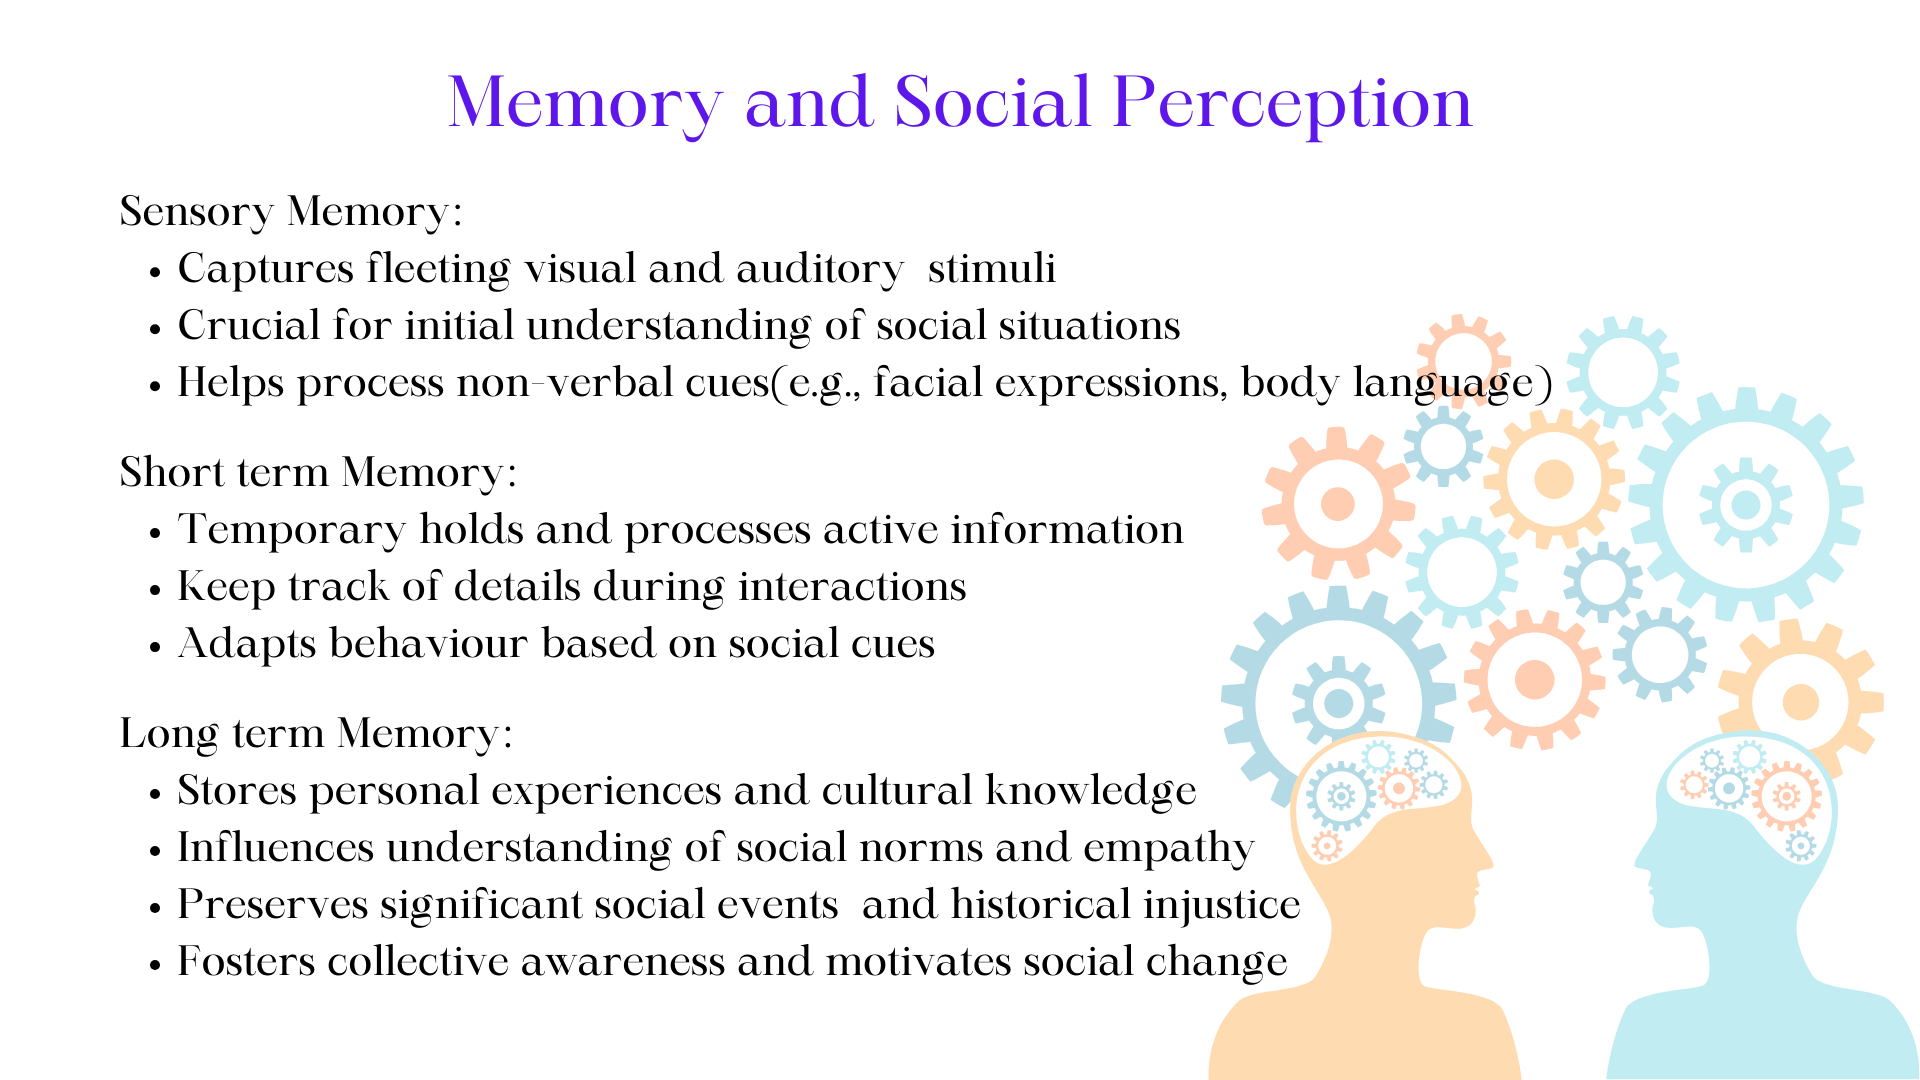 Memory and Social Perception
Sensory Memory:
• Captures fleeting visual and auditory  stimuli
• Crucial for initial understanding of social situations
• Helps process non-verbal cues(e.g., facial expressions, body language)
Short term Memory:
• Temporary holds and processes active information
• Keep track of details during interactions
• Adapts behaviour based on social cues
Long term Memory:
• Stores personal experiences and cultural knowledge
• Influences understanding of social norms and empathy
• Preserves significant social events  and historical injustice
• Fosters collective awareness and motivates social change